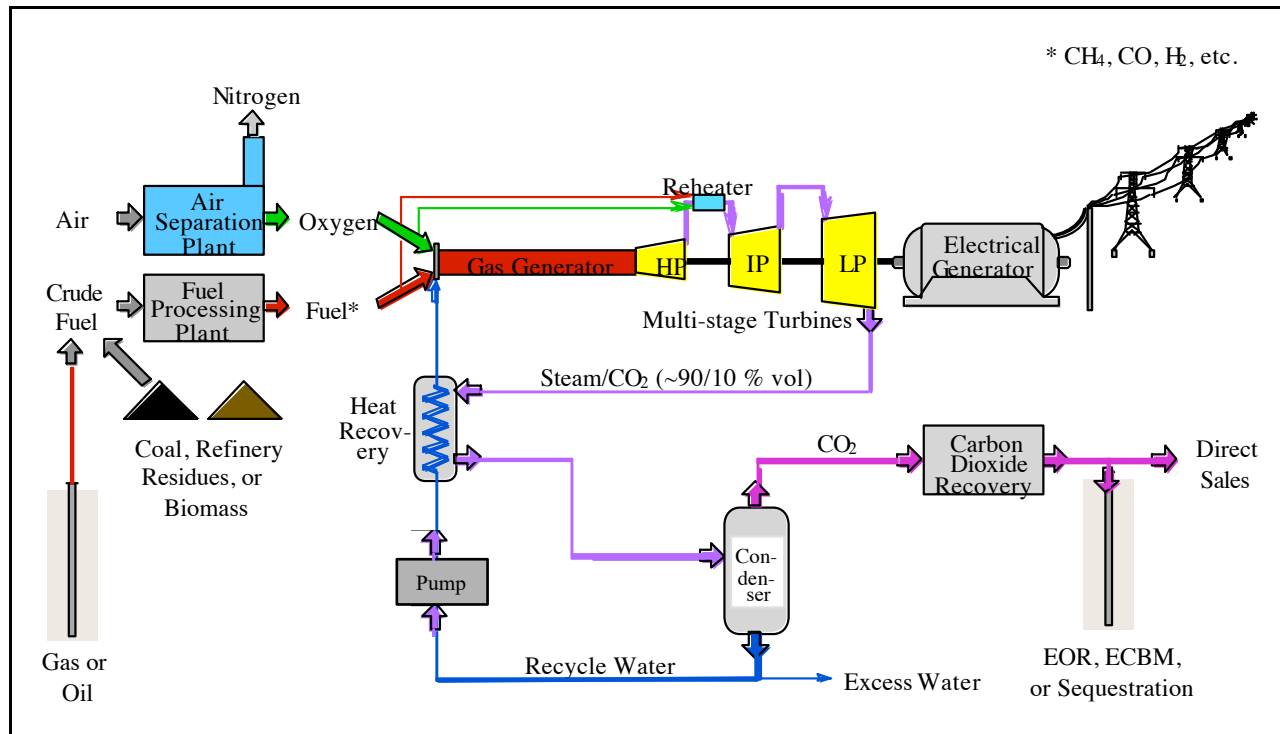 * CH4, CO, H2, etc.
Nitrogen
Air
Air
Separation
Plant
Oxygen
Reheater
Gas Generator
HP
IP
LP
Electrical
Generator
Crude
Fuel
Fuel
Processing
Plant
Fuel*
Multi-stage Turbines
Steam/CO2 (~90/10 % vol)
Heat
Recov-
ery
Coal, Refinery
Residues, or
Biomass
CO2
Carbon
Dioxide
Recovery
Direct
Sales
Con-
den-
ser
Pump
Gas or
Oil
Recycle Water
Excess Water
EOR, ECBM,
or Sequestration